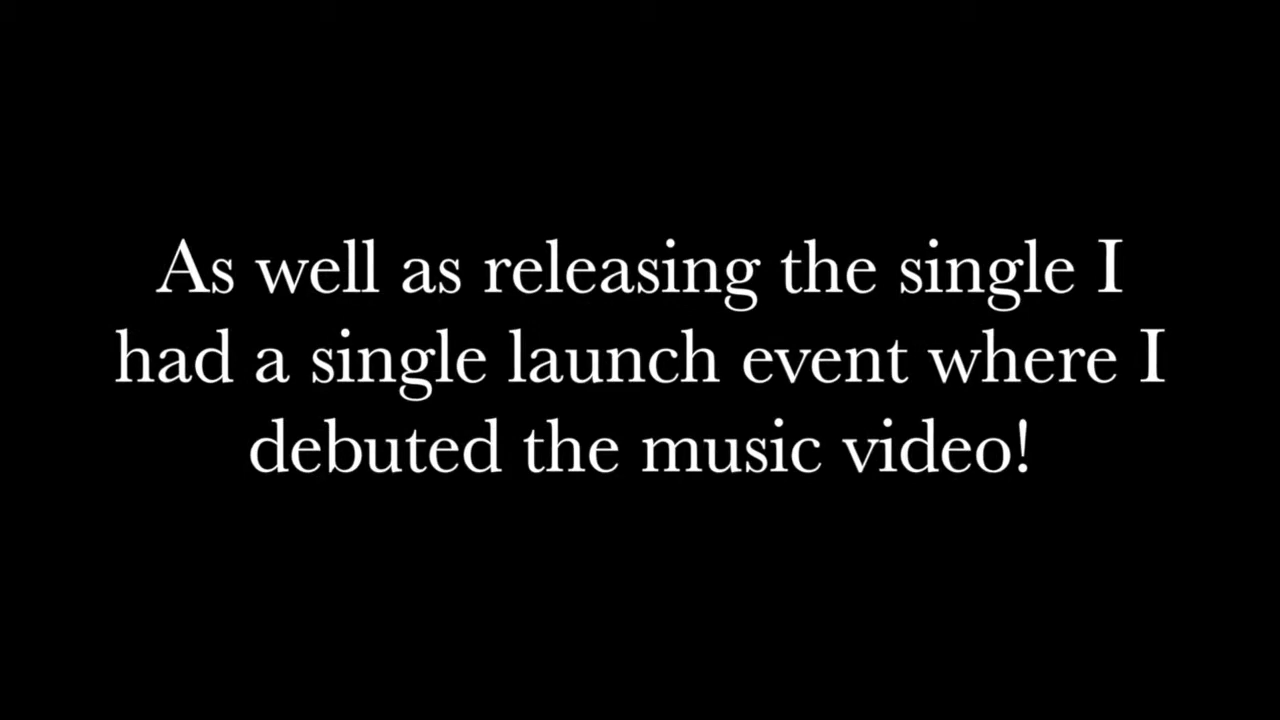 As well as releasing the single I
had a single launch event where I
debuted the music video!